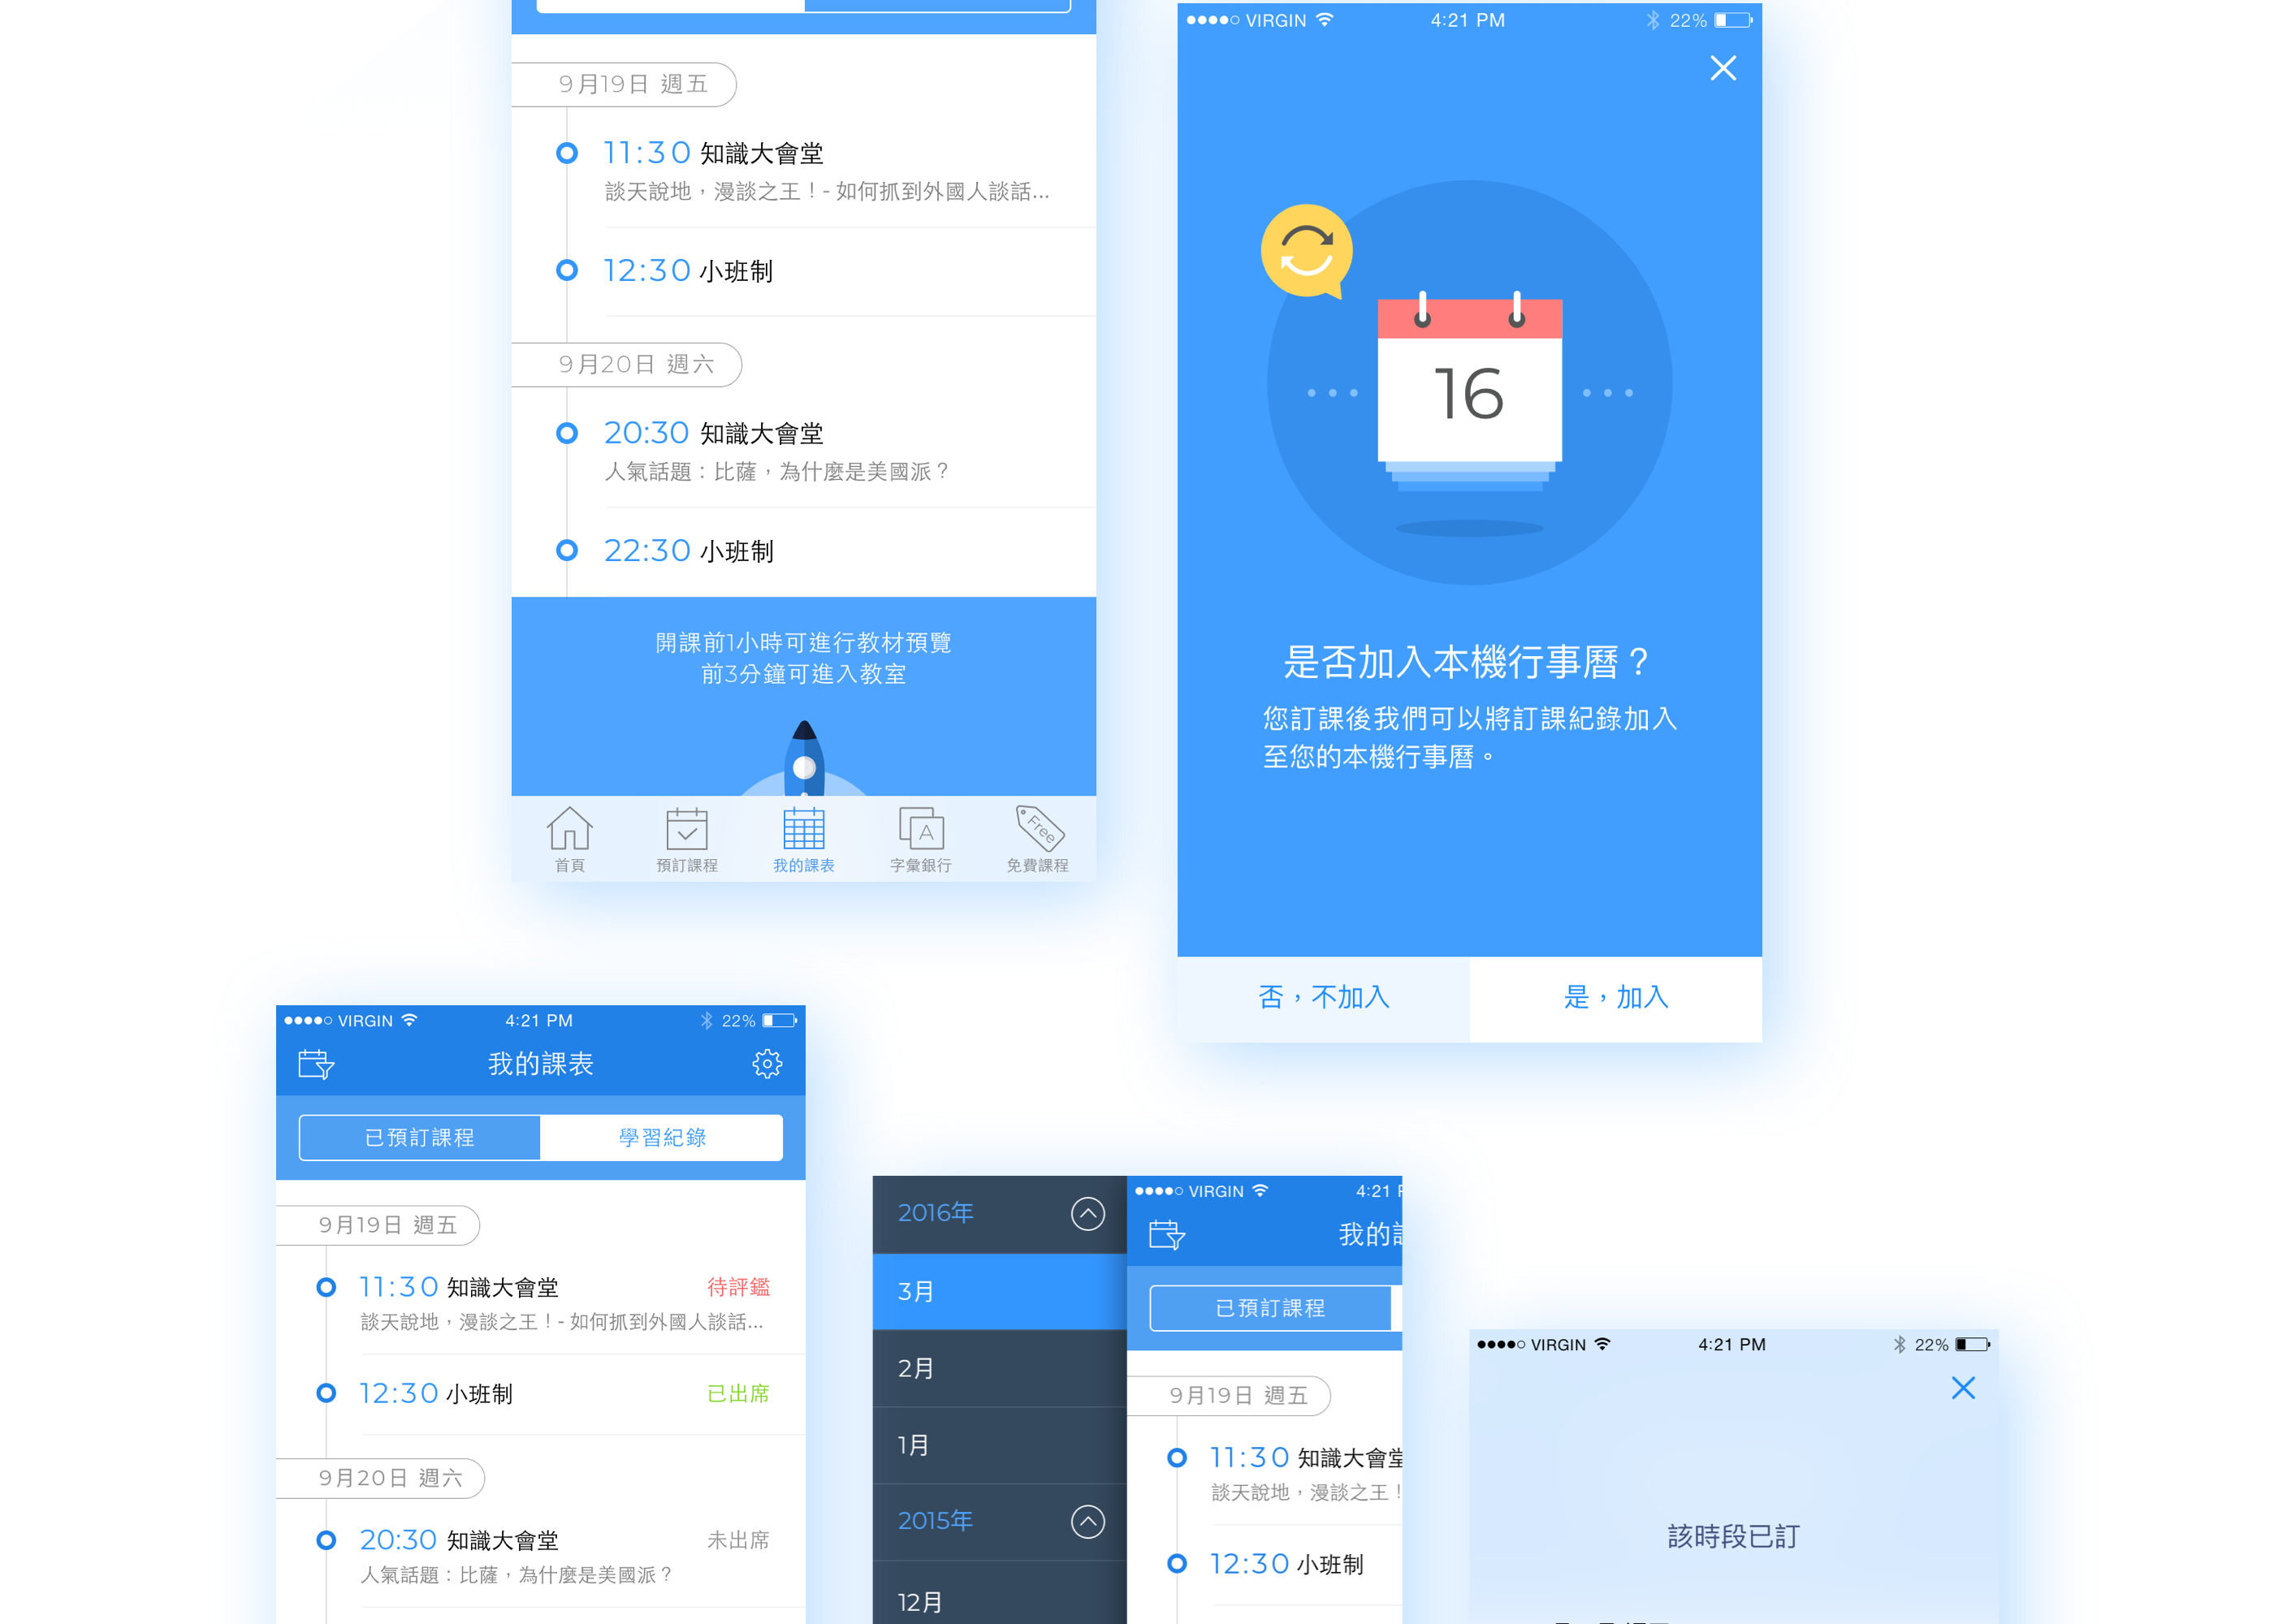 9月19日 週五
11:30 知識大會堂
談天說地，漫談之王！- 如何抓到外國人談話...
12:30 小班制
9月20日 週六
20:30 知識大會堂
人氣話題：比薩，為什麼是美國派？
22:30 小班制
開課前1小時可進行教材預覽
前3分鐘可進入教室
首頁
預訂課程
我的課表
字彙銀行
Free
A
免費課程
VIRGIN 4:21 PM 22%
16
是否加入本機行事曆？
您訂課後我們可以將訂課紀錄加入
至您的本機行事曆。
否，不加入
是，加入
VIRGIN 4:21 PM 22%
我的課表
已預訂課程
學習紀錄
9月19日 週五
11:30 知識大會堂 待評鑑
談天說地，漫談之王！- 如何抓到外國人談話...
12:30 小班制 已出席
9月20日 週六
20:30 知識大會堂 未出席
人氣話題：比薩，為什麼是美國派？
2016年
3月
2月
1月
2015年
12月
VIRGIN 4:21
我的
已預訂課程
9月19日 週五
11:30 知識大會堂
談天說地，漫談之王！
12:30 小班制
VIRGIN 4:21 PM 22%
該時段已訂